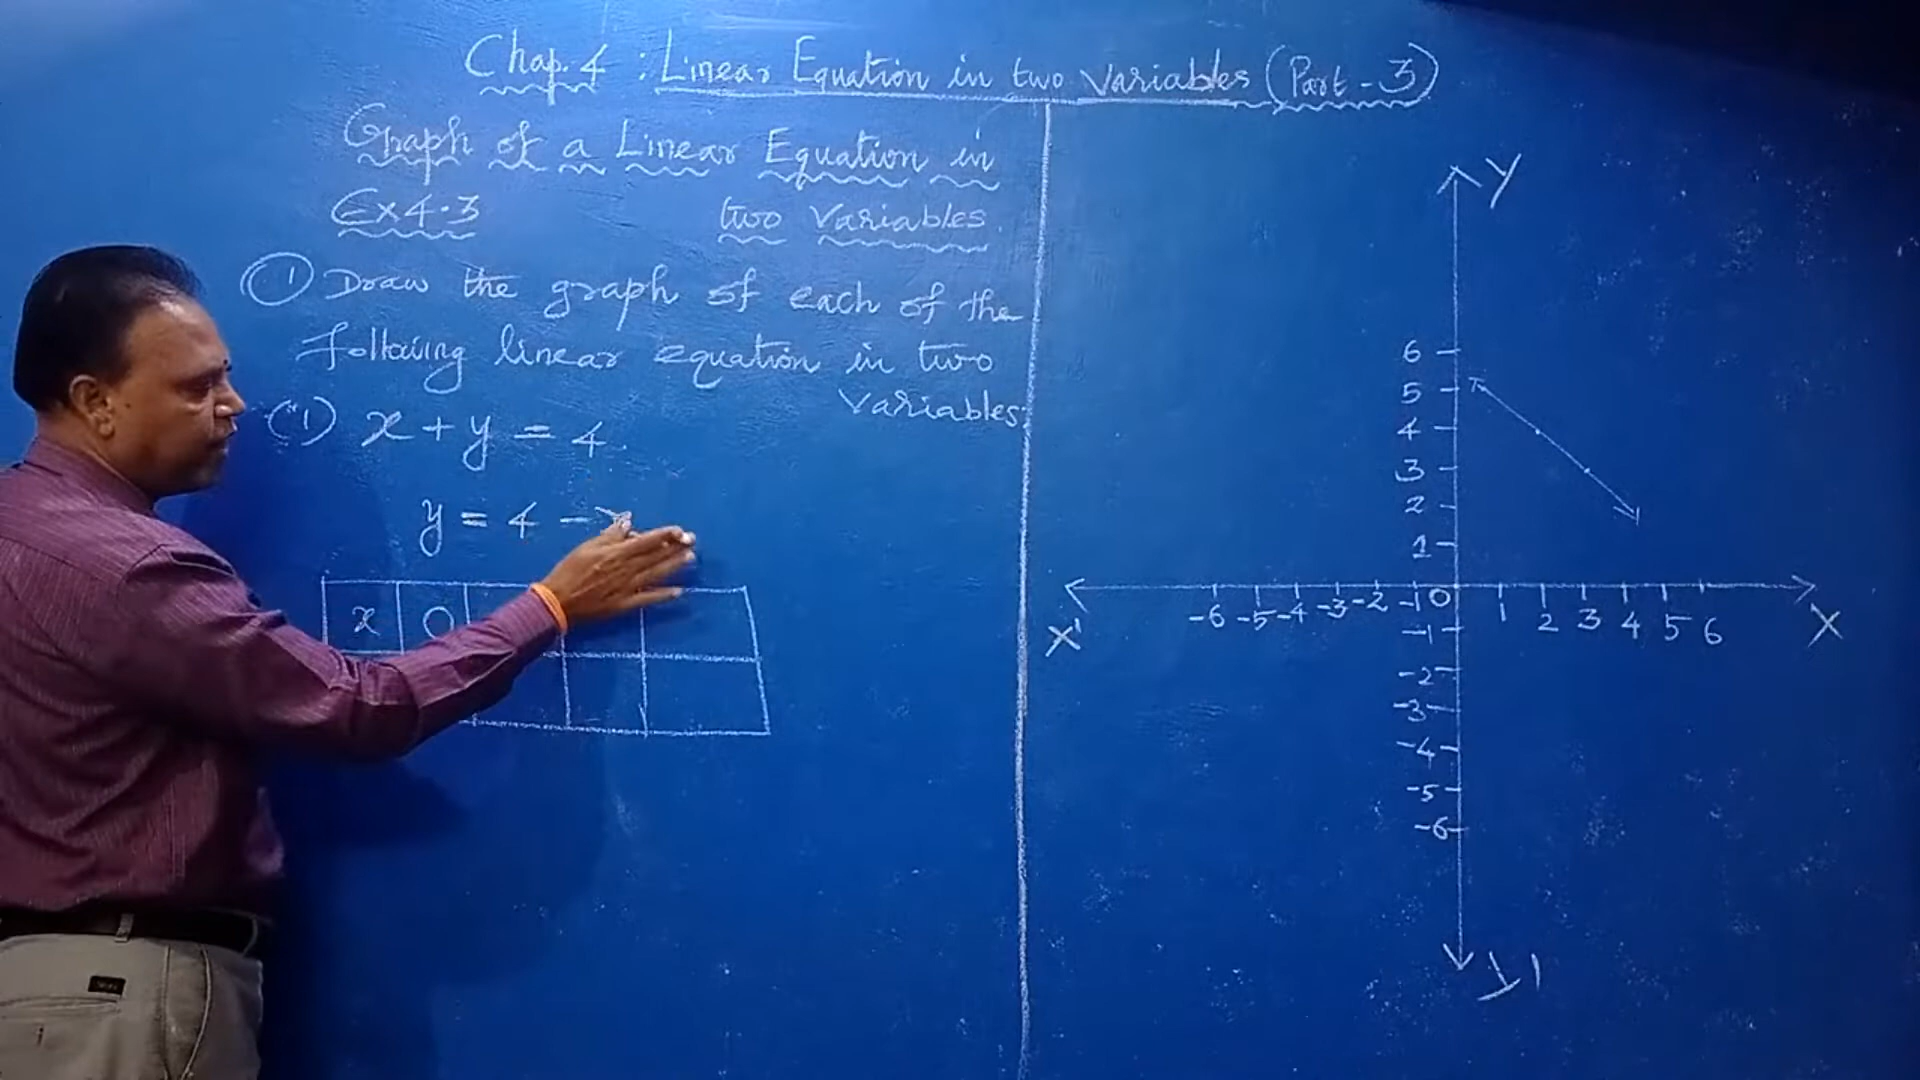 Chap. 4 : Linear Equation in two variables (Part - 3)
Graph of a Linear Equation in
two variables.
Ex 4.3
① Draw the graph of each of the
following linear equation in two
variables:
(i) x + y = 4.
y = 4 - x
x 0
Y
6
5
4
3
2
1
-6 -5 -4 -3 -2 -1 0 1 2 3 4 5 6
X' X
-1
-2
-3
-4
-5
-6
Y'